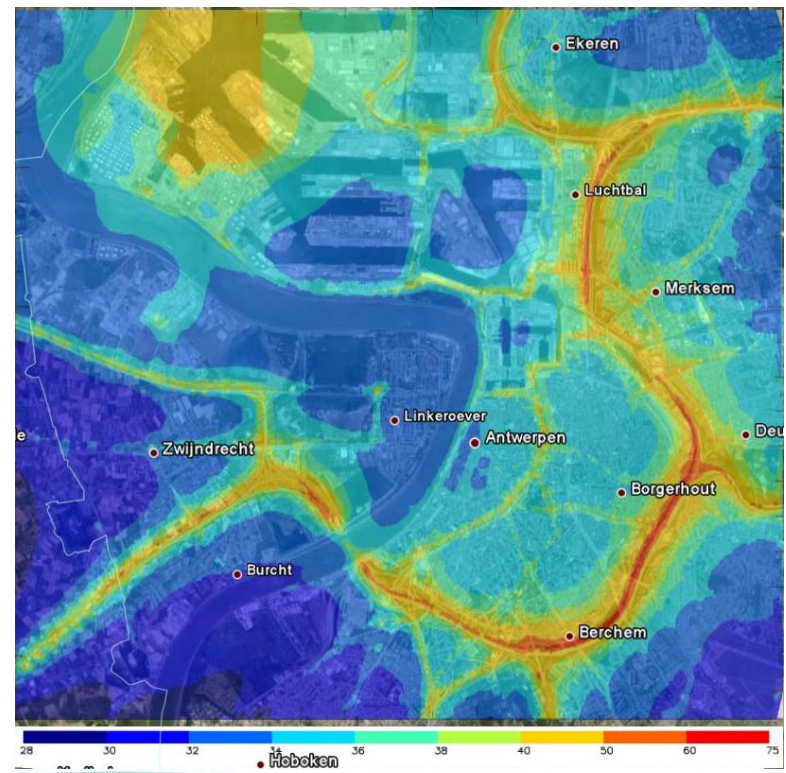 Ekeren
Luchtbal
Merksem
Linkeroever
Antwerpen
Deu
le
Zwijndrecht
Borgerhout
Burcht
Berchem
28 30 32 34 36 38 40 50 60 75
Hoboken